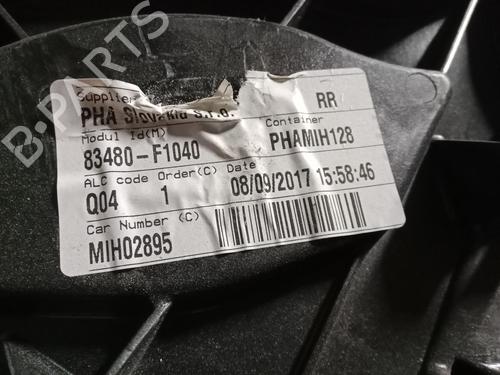 B-PARTS
Supplier
PHA Slovakia s.r.o.
RR
Modul Id(M)
Container
83480-F1040
PHAMIH128
ALC code Order(C) Date
Q04 1 08/09/2017 15:58:46
Car Number (C)
MIH02895